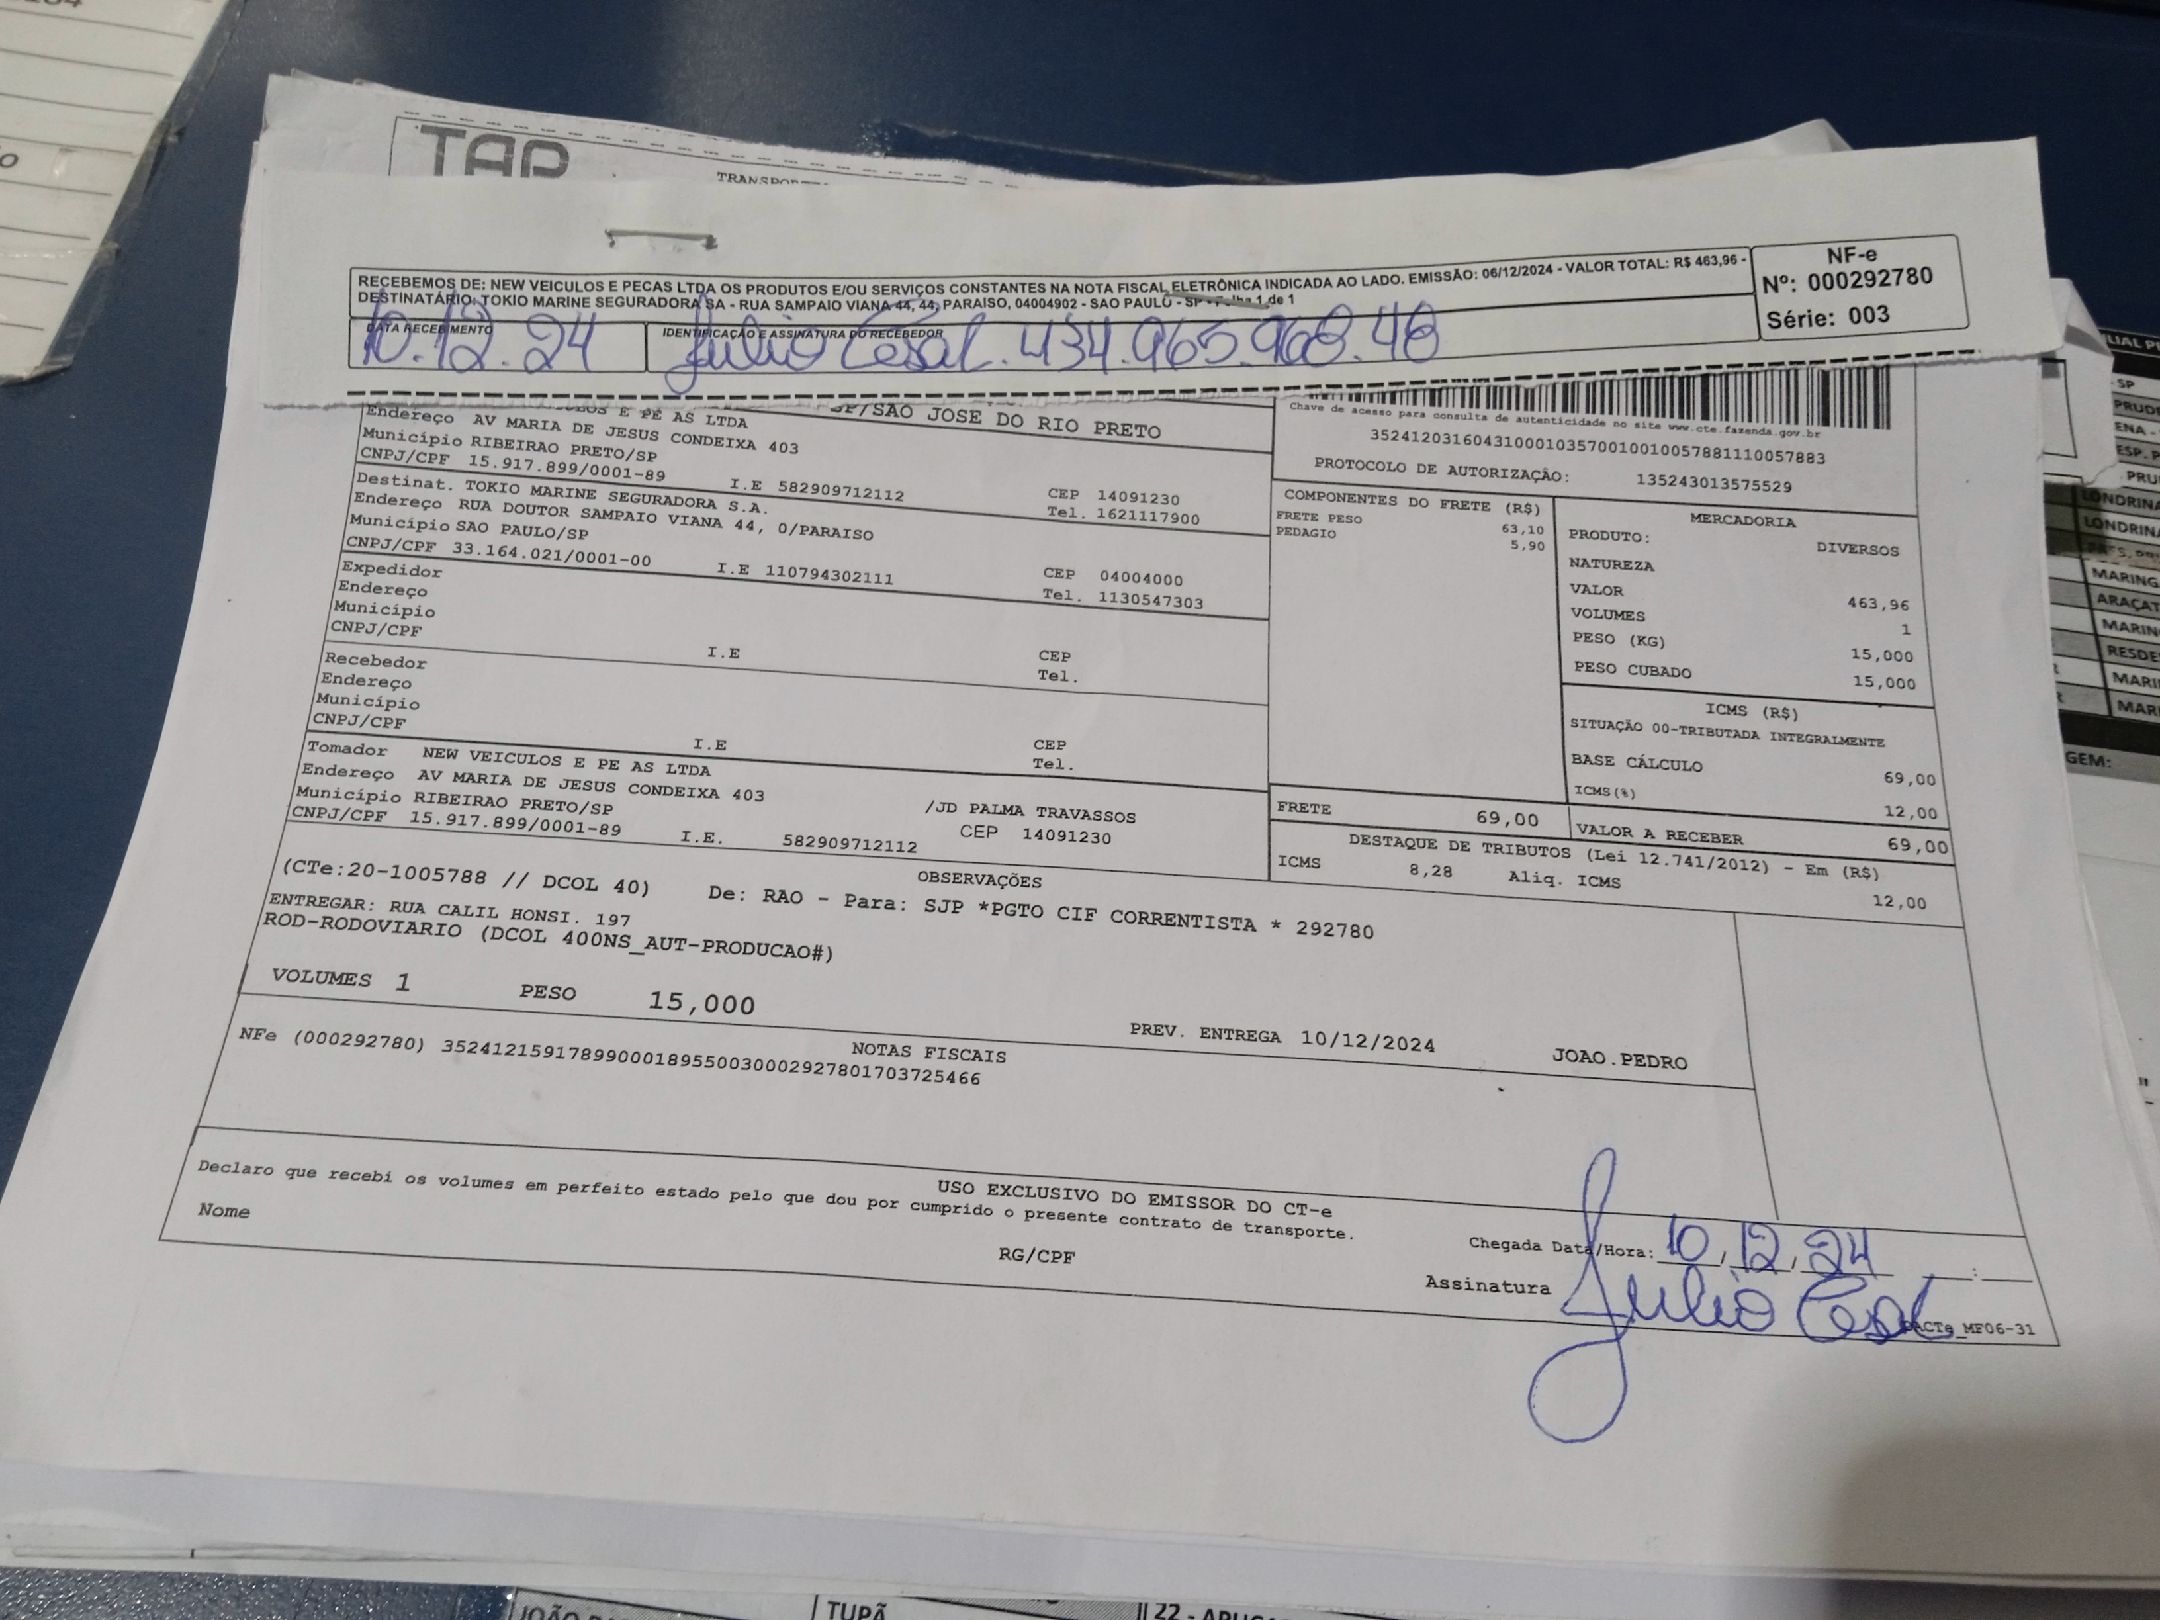 TAP
RECEBEMOS DE: NEW VEICULOS E PECAS LTDA OS PRODUTOS E/OU SERVIÇOS CONSTANTES NA NOTA FISCAL ELETRÔNICA INDICADA AO LADO. EMISSÃO: 06/12/2024 - VALOR TOTAL: R$ 463,96 -
DESTINATÁRIO: TOKIO MARINE SEGURADORA SA - RUA SAMPAIO VIANA 44, 44, PARAISO, 04004902 - SAO PAULO - SP - Folha 1 de 1
NF-e
Nº: 000292780
Série: 003
DATA RECEBIMENTO
10.12.24
IDENTIFICAÇÃO E ASSINATURA DO RECEBEDOR
Julio Cesar. 434.965.968.48
SP/SAO JOSE DO RIO PRETO
E PE AS LTDA
Endereço AV MARIA DE JESUS CONDEIXA 403
Município RIBEIRAO PRETO/SP
CNPJ/CPF 15.917.899/0001-89 I.E 582909712112 CEP 14091230
Tel. 1621117900
Destinat. TOKIO MARINE SEGURADORA S.A.
Endereço RUA DOUTOR SAMPAIO VIANA 44, 0/PARAISO
Município SAO PAULO/SP
CNPJ/CPF 33.164.021/0001-00 I.E 110794302111 CEP 04004000
Tel. 1130547303
Expedidor
Endereço
Município
CNPJ/CPF I.E CEP
Tel.
Recebedor
Endereço
Município
CNPJ/CPF I.E CEP
Tel.
Tomador NEW VEICULOS E PE AS LTDA
Endereço AV MARIA DE JESUS CONDEIXA 403 /JD PALMA TRAVASSOS
Município RIBEIRAO PRETO/SP CEP 14091230
CNPJ/CPF 15.917.899/0001-89 I.E. 582909712112
Chave de acesso para consulta de autenticidade no site www.cte.fazenda.gov.br
35241203160431000103570010010057881110057883
PROTOCOLO DE AUTORIZAÇÃO: 135243013575529
COMPONENTES DO FRETE (R$)
FRETE PESO 63,10
PEDAGIO 5,90
MERCADORIA
PRODUTO: DIVERSOS
NATUREZA
VALOR 463,96
VOLUMES 1
PESO (KG) 15,000
PESO CUBADO 15,000
ICMS (R$)
SITUAÇÃO 00-TRIBUTADA INTEGRALMENTE
BASE CÁLCULO 69,00
ICMS(%) 12,00
FRETE 69,00 VALOR A RECEBER 69,00
DESTAQUE DE TRIBUTOS (Lei 12.741/2012) - Em (R$)
ICMS 8,28 Aliq. ICMS 12,00
OBSERVAÇÕES
(CTe:20-1005788 // DCOL 40) De: RAO - Para: SJP *PGTO CIF CORRENTISTA * 292780
ENTREGAR: RUA CALIL HONSI. 197
ROD-RODOVIARIO (DCOL 400NS_AUT-PRODUCAO#)
VOLUMES 1 PESO 15,000 PREV. ENTREGA 10/12/2024 JOAO.PEDRO
NOTAS FISCAIS
NFe (000292780) 35241215917899000189550030002927801703725466
USO EXCLUSIVO DO EMISSOR DO CT-e
Declaro que recebi os volumes em perfeito estado pelo que dou por cumprido o presente contrato de transporte.
Nome RG/CPF
Chegada Data/Hora: 10, 12, 24 :
Assinatura Julio Cesar
DACTe_MF06-31
SP
LONDRINA
LONDRINA
GEM:
TUPÃ